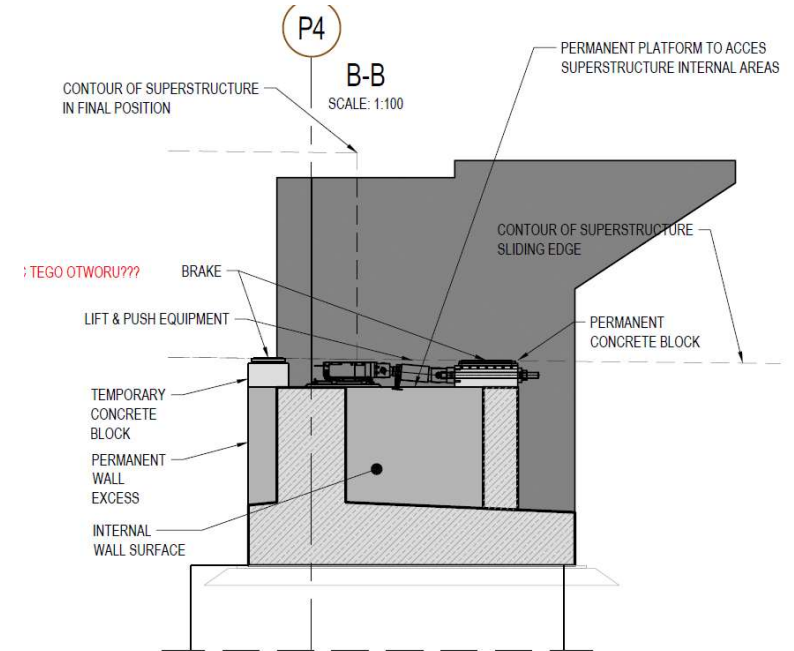 P4
B-B
SCALE: 1:100
PERMANENT PLATFORM TO ACCES
SUPERSTRUCTURE INTERNAL AREAS
CONTOUR OF SUPERSTRUCTURE
IN FINAL POSITION
CONTOUR OF SUPERSTRUCTURE
SLIDING EDGE
TEGO OTWORU???
BRAKE
LIFT & PUSH EQUIPMENT
PERMANENT
CONCRETE BLOCK
TEMPORARY
CONCRETE
BLOCK
PERMANENT
WALL
EXCESS
INTERNAL
WALL SURFACE